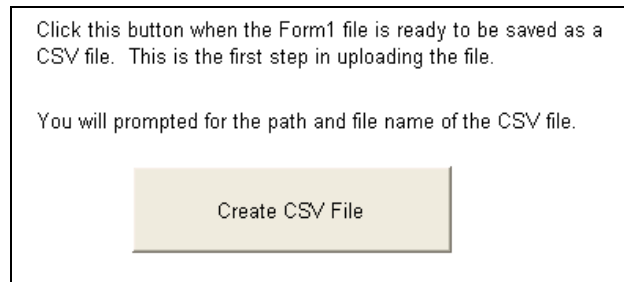 Click this button when the Form1 file is ready to be saved as a
CSV file.  This is the first step in uploading the file.
You will prompted for the path and file name of the CSV file.
Create CSV File